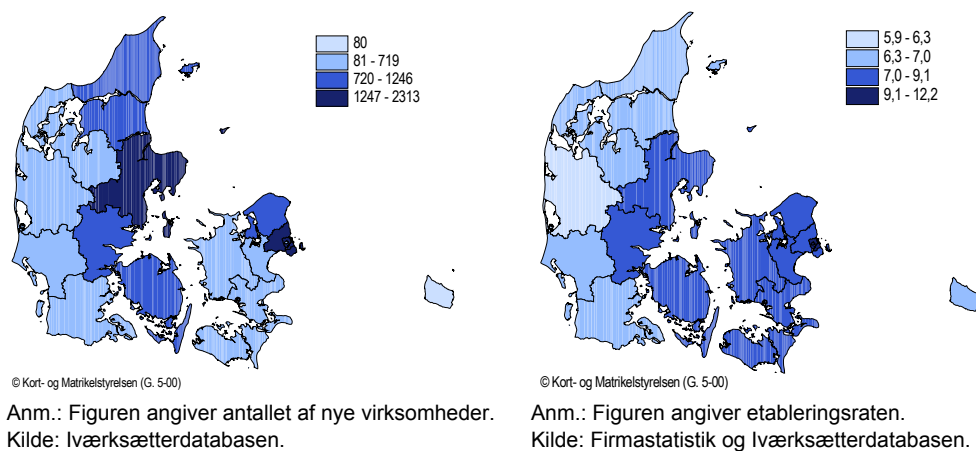 80
81 - 719
720 - 1246
1247 - 2313
© Kort- og Matrikelstyrelsen (G. 5-00)
Anm.: Figuren angiver antallet af nye virksomheder.
Kilde: Iværksætterdatabasen.
5,9 - 6,3
6,3 - 7,0
7,0 - 9,1
9,1 - 12,2
© Kort- og Matrikelstyrelsen (G. 5-00)
Anm.: Figuren angiver etableringsraten.
Kilde: Firmastatistik og Iværksætterdatabasen.